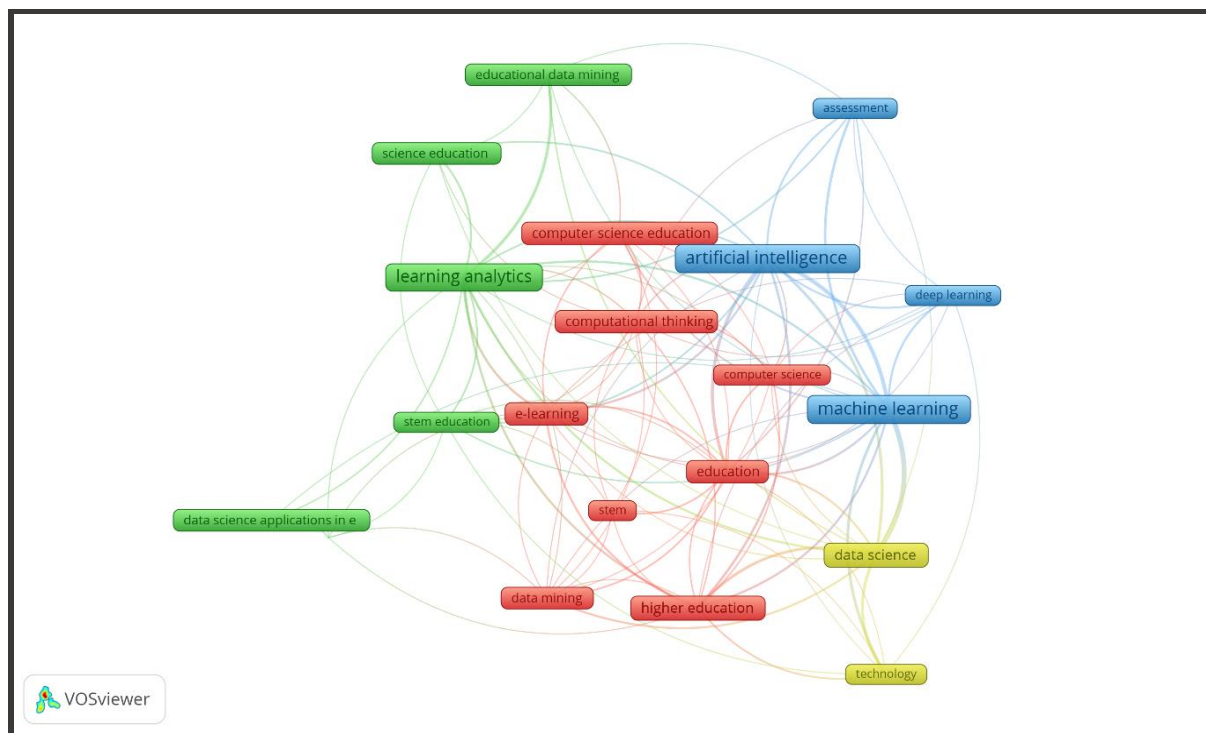 educational data mining
assessment
science education
computer science education
artificial intelligence
learning analytics
deep learning
computational thinking
computer science
machine learning
e-learning
stem education
education
stem
data science applications in e
data science
data mining
higher education
technology
VOSviewer